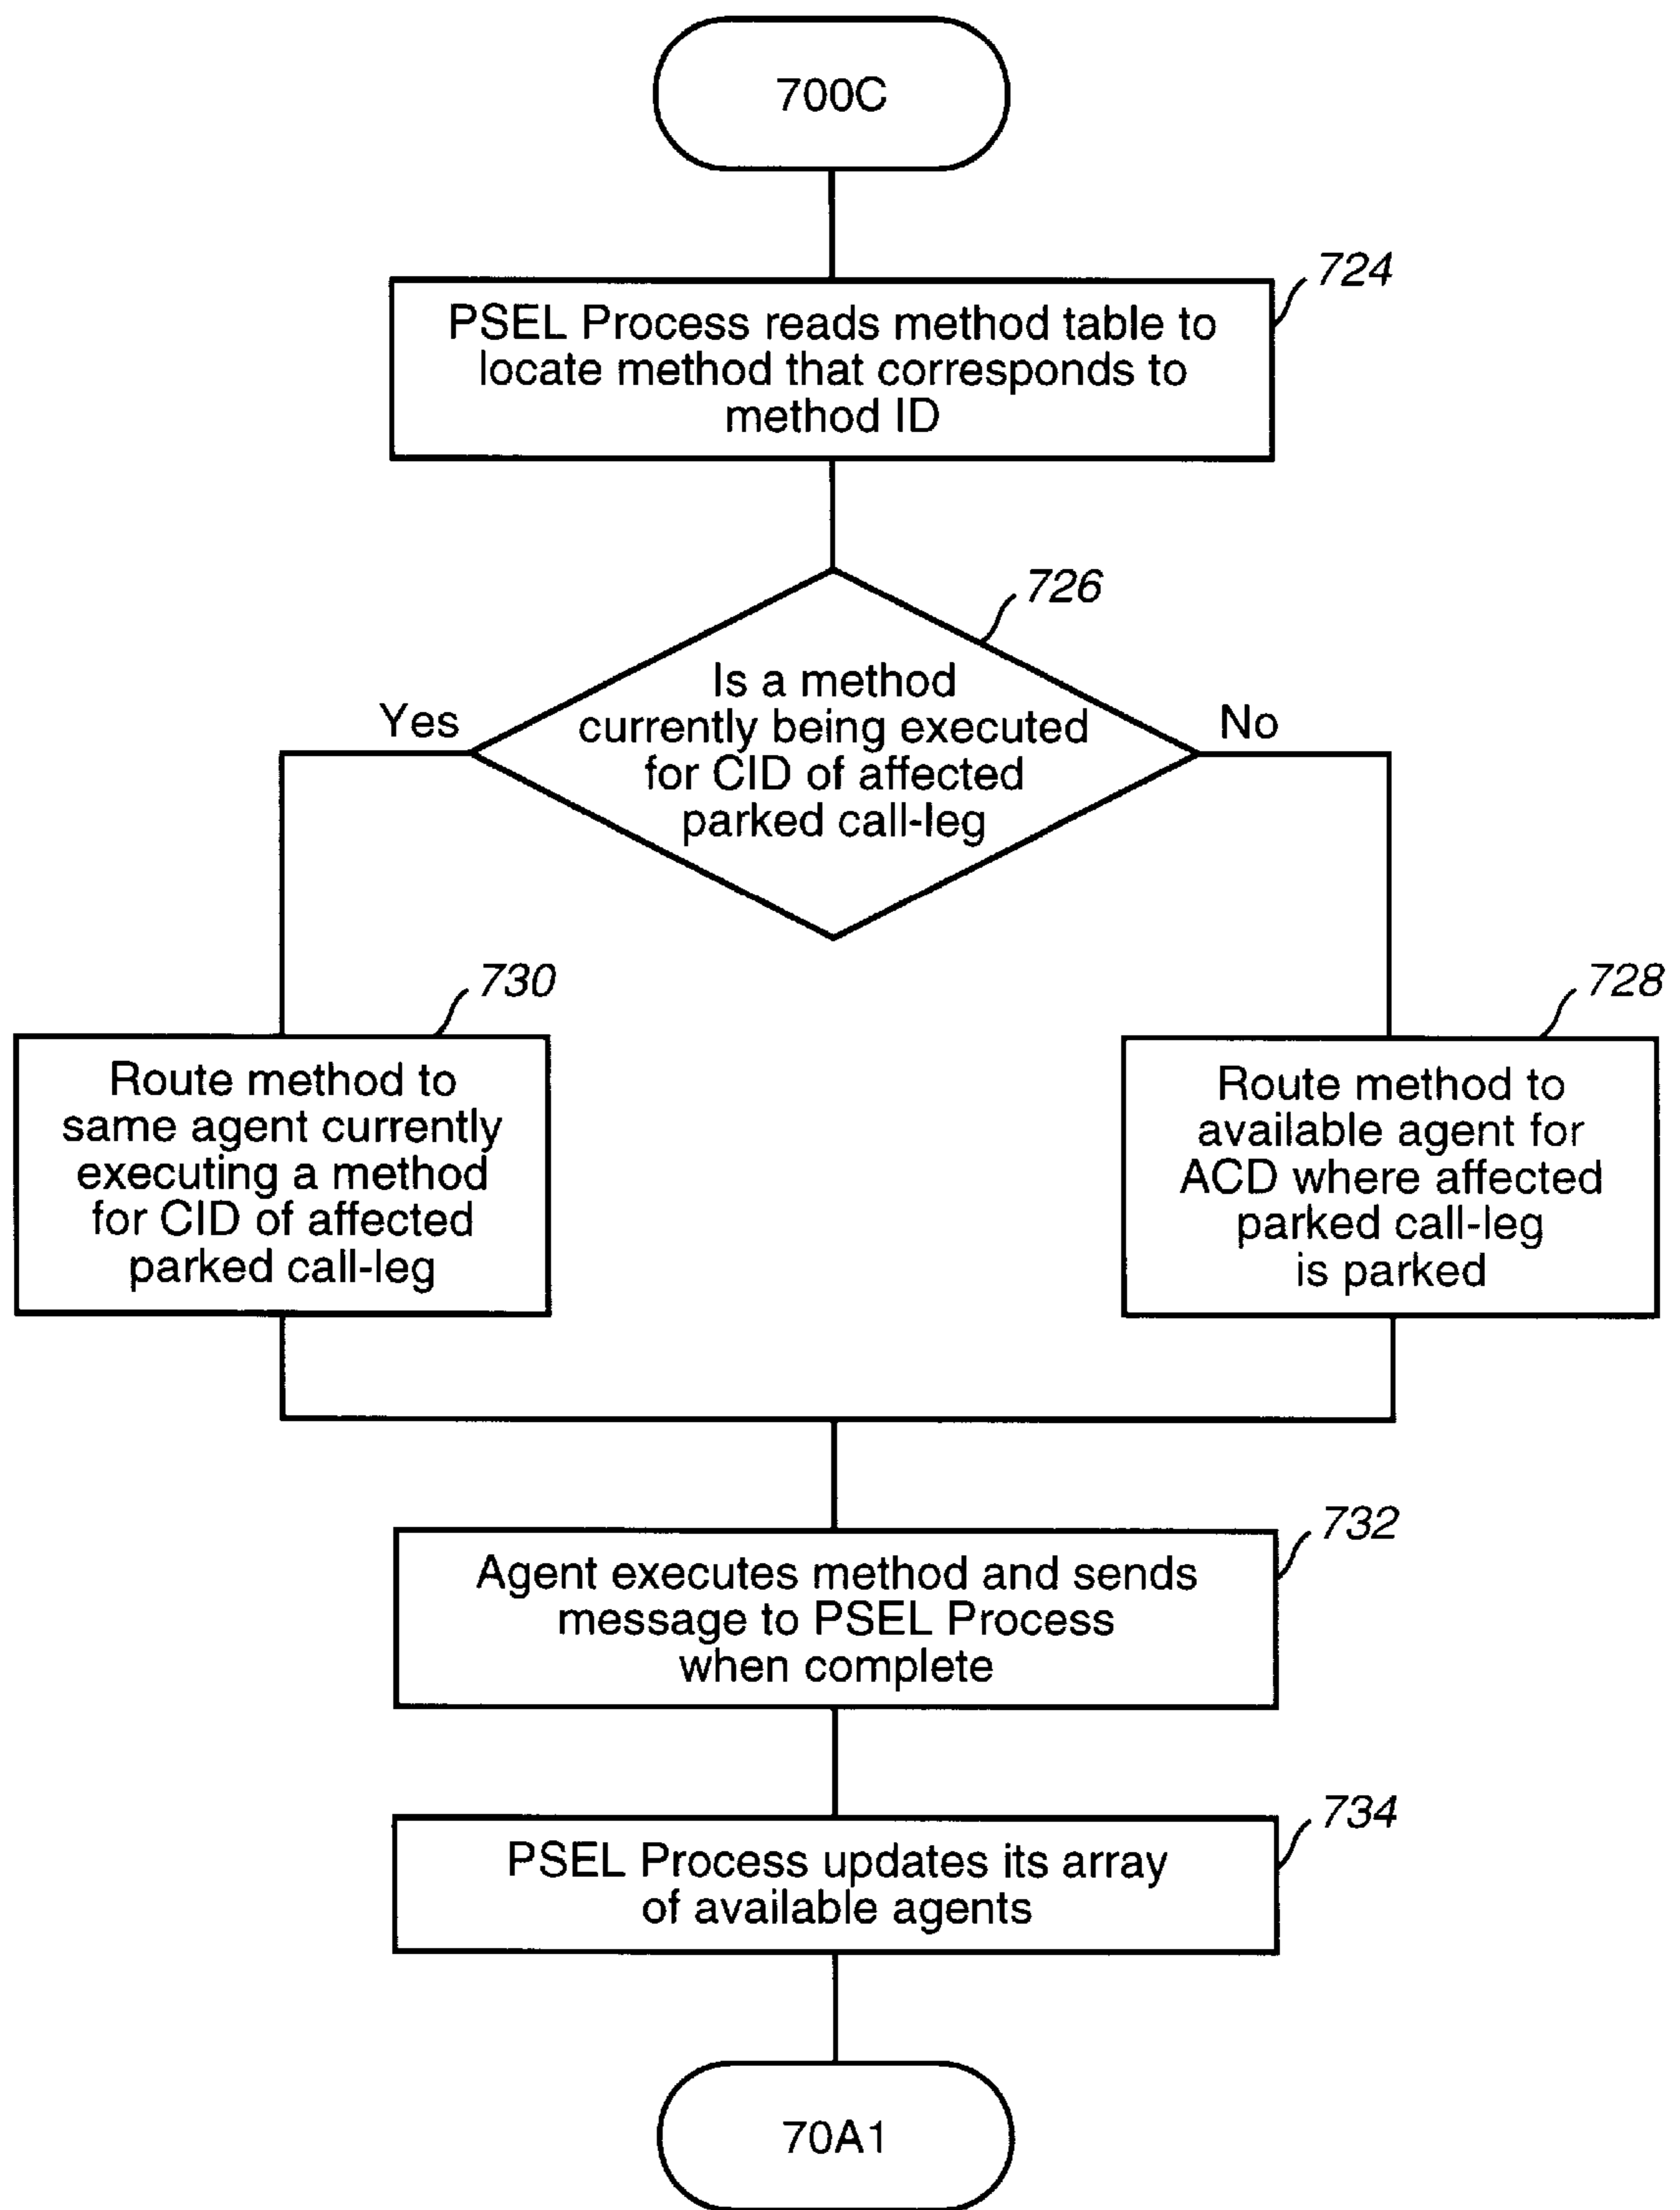 700C
724
PSEL Process reads method table to
locate method that corresponds to
method ID
726
Is a method
currently being executed
for CID of affected
parked call-leg
Yes
No
730
Route method to
same agent currently
executing a method
for CID of affected
parked call-leg
728
Route method to
available agent for
ACD where affected
parked call-leg
is parked
732
Agent executes method and sends
message to PSEL Process
when complete
734
PSEL Process updates its array
of available agents
70A1